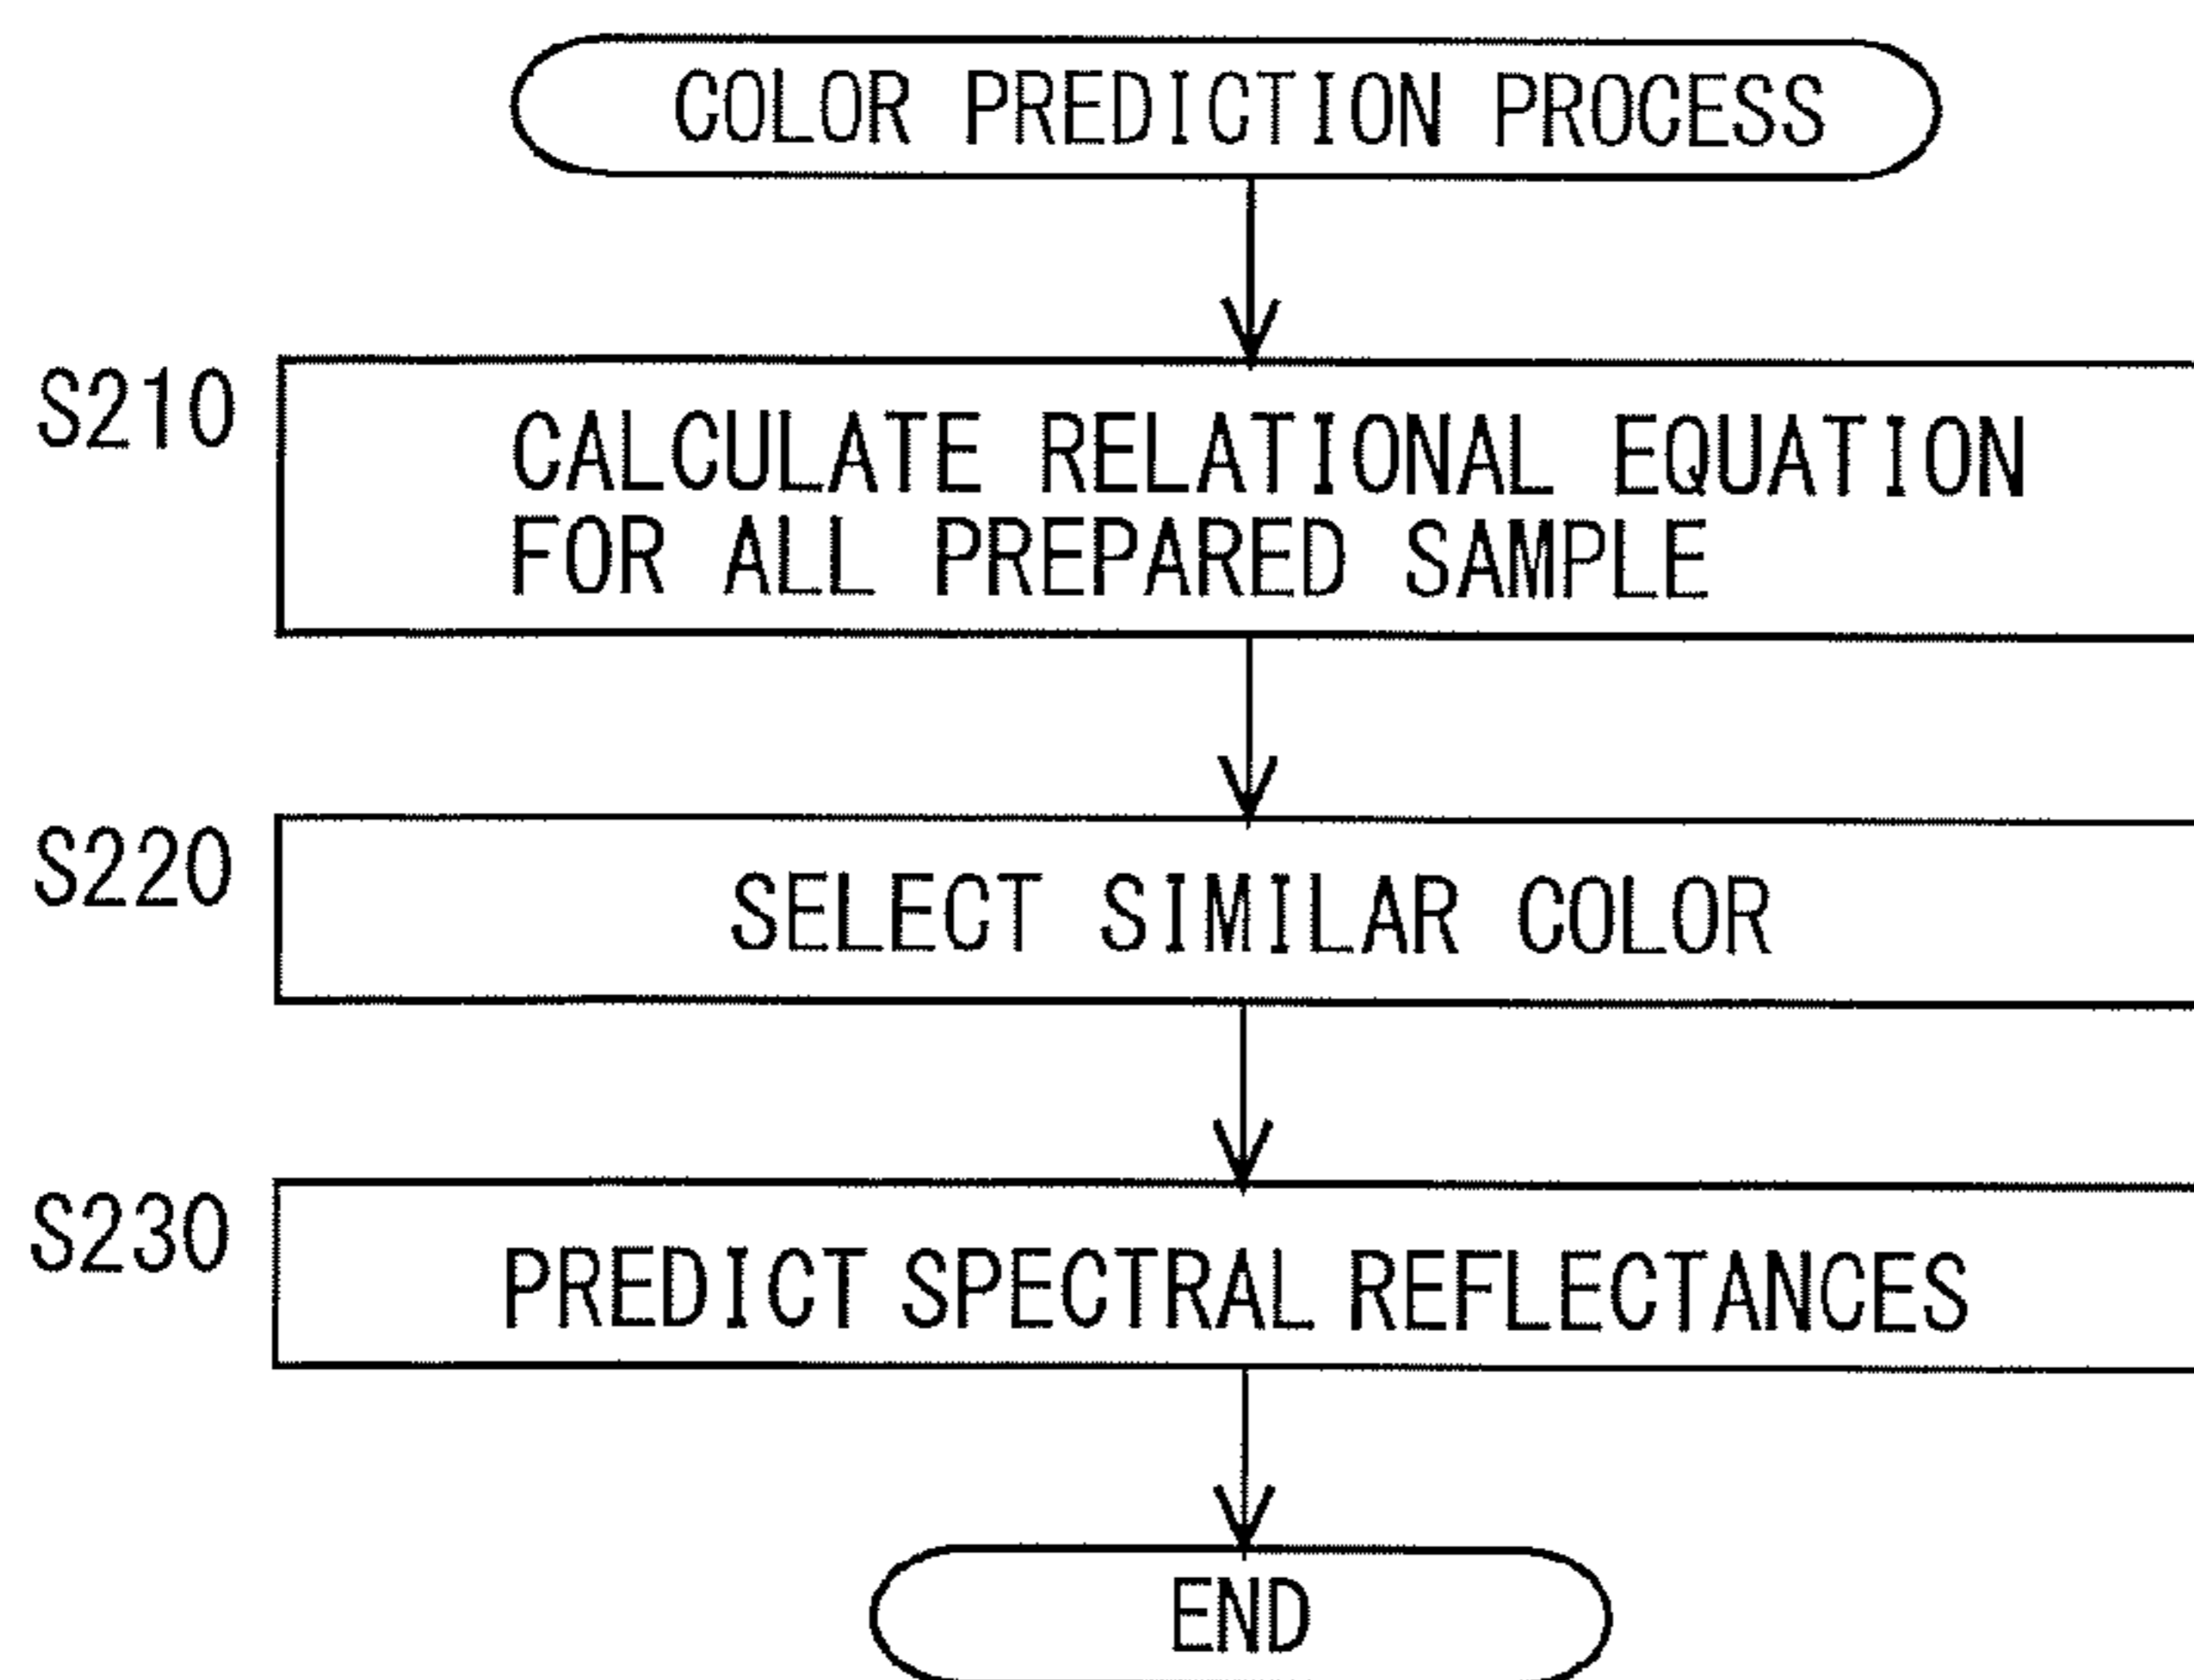 COLOR PREDICTION PROCESS
S210
CALCULATE RELATIONAL EQUATION
FOR ALL PREPARED SAMPLE
S220
SELECT SIMILAR COLOR
S230
PREDICT SPECTRAL REFLECTANCES
END